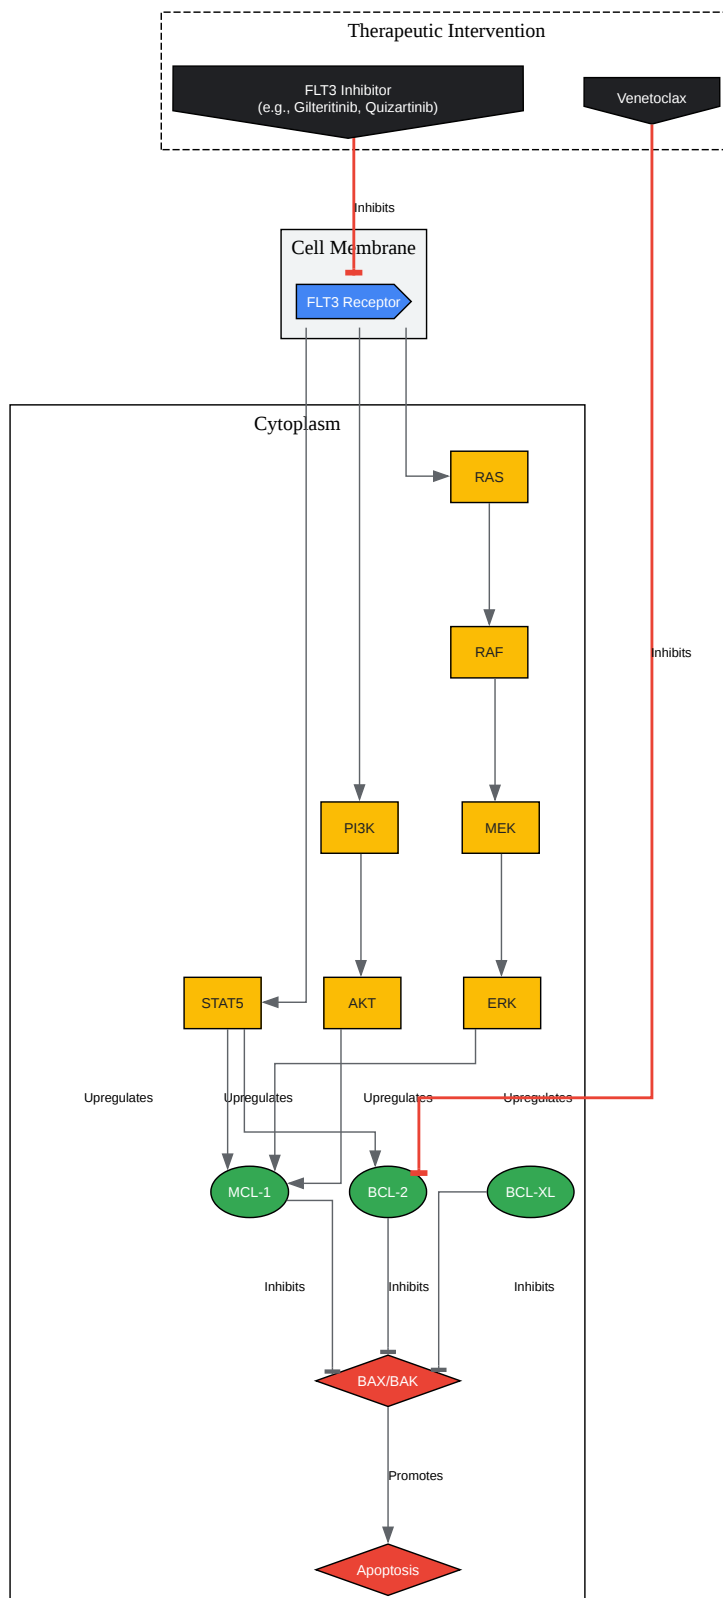 Therapeutic Intervention
FLT3 Inhibitor
(e.g., Gilteritinib, Quizartinib)
Venetoclax
Inhibits
Cell Membrane
FLT3 Receptor
Cytoplasm
RAS
Inhibits
RAF
PI3K
MEK
STAT5
AKT
ERK
Upregulates
Upregulates
Upregulates
Upregulates
MCL-1
BCL-2
BCL-XL
Inhibits
Inhibits
Inhibits
BAX/BAK
Promotes
Apoptosis